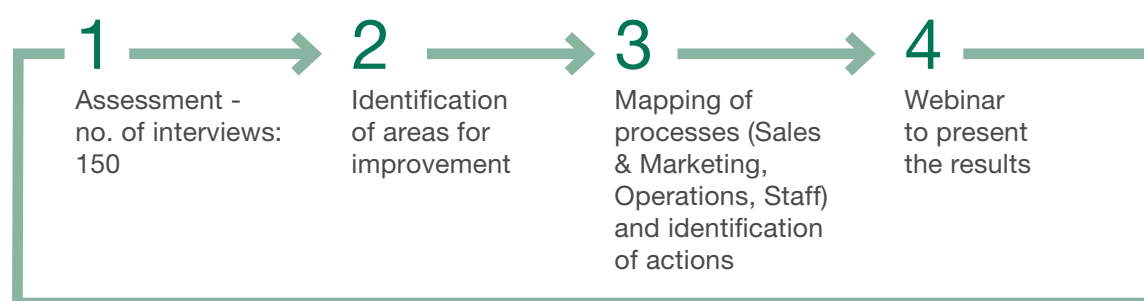 1
Assessment -
no. of interviews:
150
2
Identification
of areas for
improvement
3
Mapping of
processes (Sales
& Marketing,
Operations, Staff)
and identification
of actions
4
Webinar
to present
the results